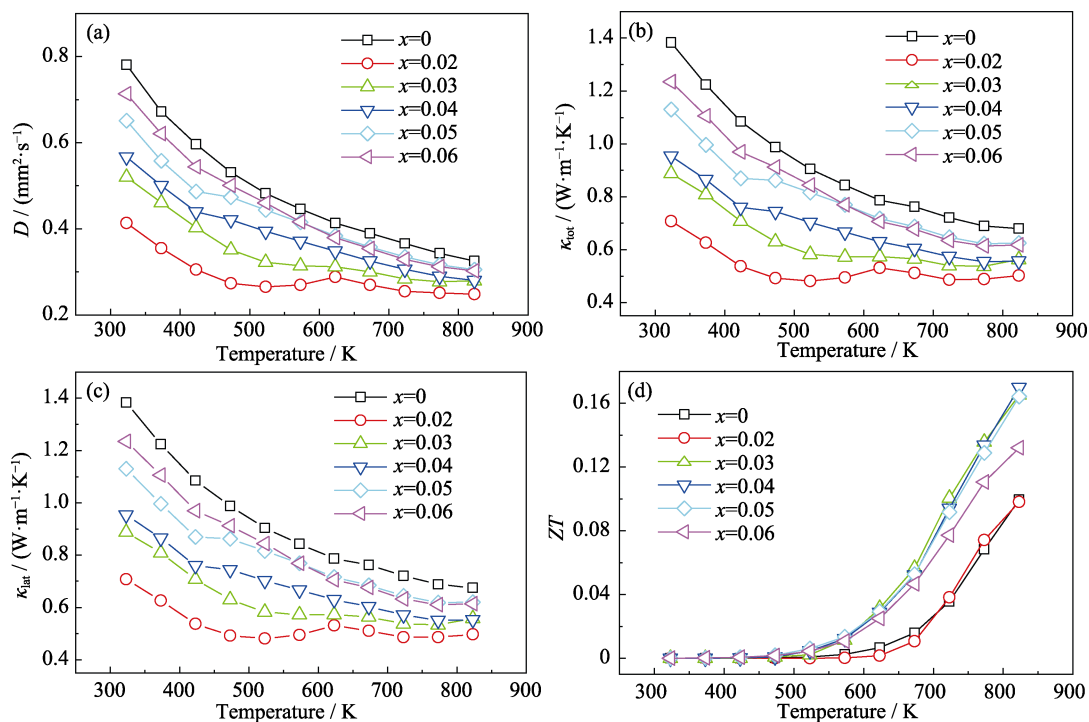 (a)
x=0
x=0.02
x=0.03
x=0.04
x=0.05
x=0.06
0.8
0.6
0.4
0.2
D / (mm²·s⁻¹)
300 400 500 600 700 800 900
Temperature / K
(b)
x=0
x=0.02
x=0.03
x=0.04
x=0.05
x=0.06
1.4
1.2
1.0
0.8
0.6
0.4
κtot / (W·m⁻¹·K⁻¹)
300 400 500 600 700 800 900
Temperature / K
(c)
x=0
x=0.02
x=0.03
x=0.04
x=0.05
x=0.06
1.4
1.2
1.0
0.8
0.6
0.4
κlat / (W·m⁻¹·K⁻¹)
300 400 500 600 700 800 900
Temperature / K
(d)
x=0
x=0.02
x=0.03
x=0.04
x=0.05
x=0.06
0.16
0.12
0.08
0.04
0
ZT
300 400 500 600 700 800 900
Temperature / K